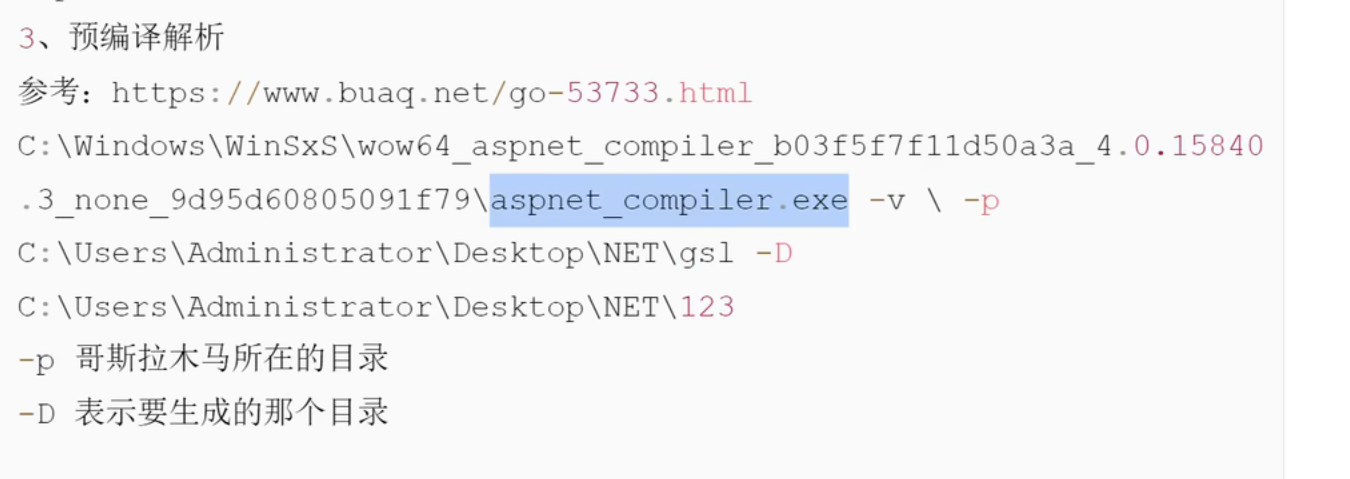 3、预编译解析
参考：https://www.buaq.net/go-53733.html
C:\Windows\WinSxS\wow64_aspnet_compiler_b03f5f7f11d50a3a_4.0.15840
.3_none_9d95d60805091f79\aspnet_compiler.exe -v \ -p
C:\Users\Administrator\Desktop\NET\gsl -D
C:\Users\Administrator\Desktop\NET\123
-p 哥斯拉木马所在的目录
-D 表示要生成的那个目录